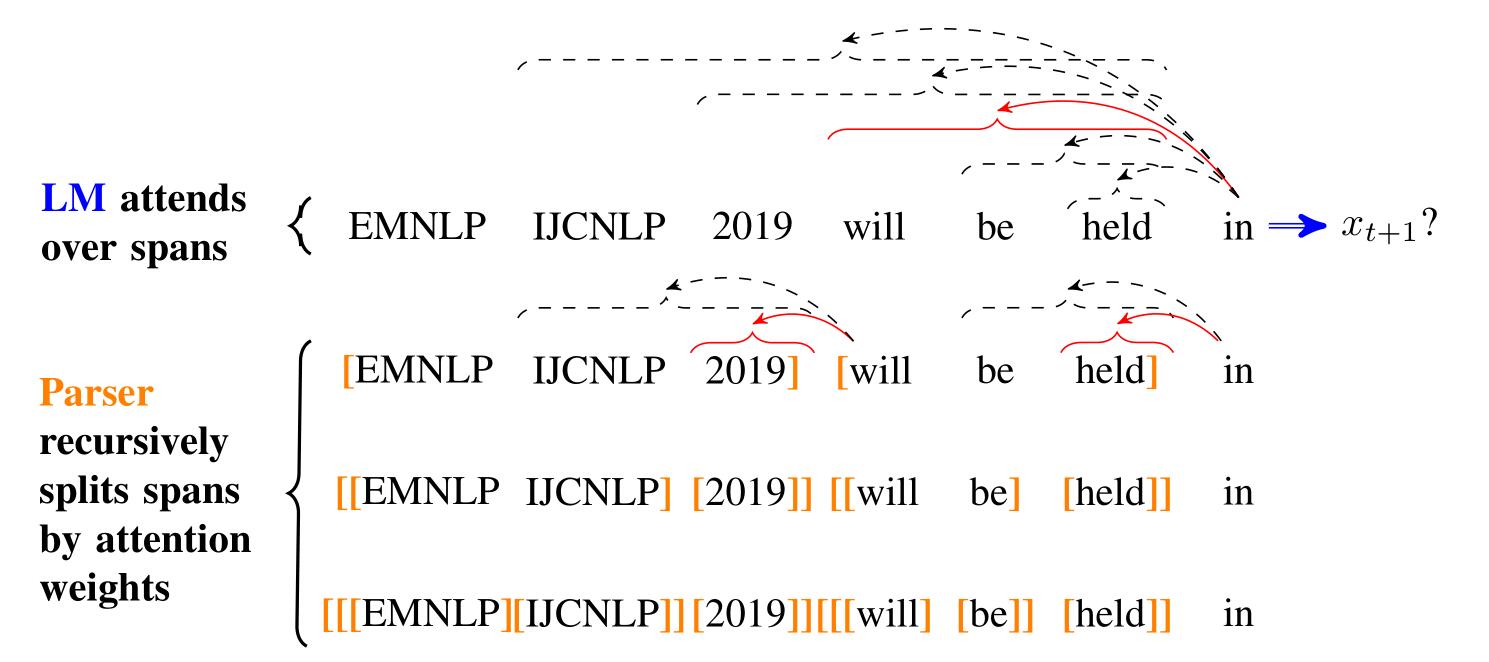 LM attends
over spans
EMNLP IJCNLP 2019 will be held in x_{t+1}?
Parser
recursively
splits spans
by attention
weights
[EMNLP IJCNLP 2019] [will be held] in
[[EMNLP IJCNLP] [2019]] [[will be] [held]] in
[[[EMNLP][IJCNLP]] [2019]][[[will] [be]] [held]] in